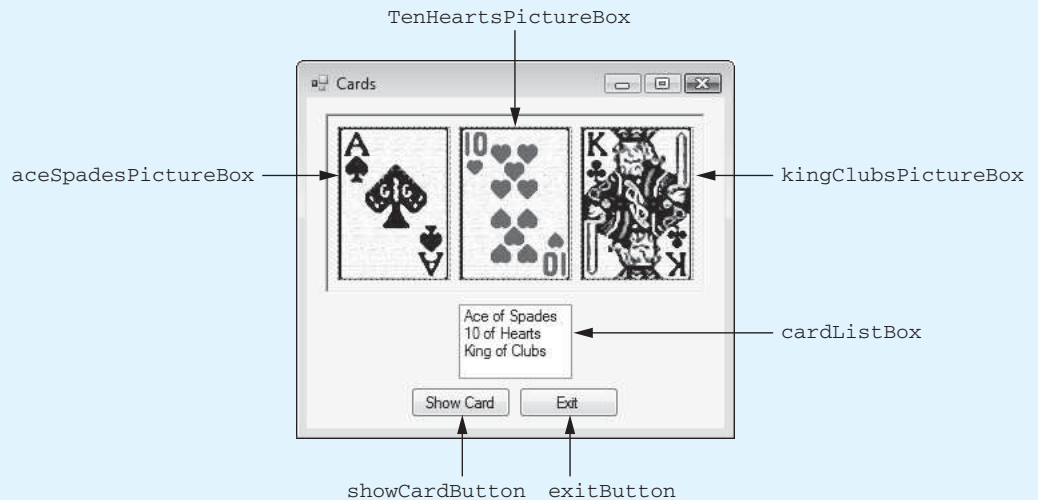 TenHeartsPictureBox
Cards
A
10
K
aceSpadesPictureBox
kingClubsPictureBox
G G
A
10
K
Ace of Spades
10 of Hearts
King of Clubs
cardListBox
Show Card
Exit
showCardButton
exitButton